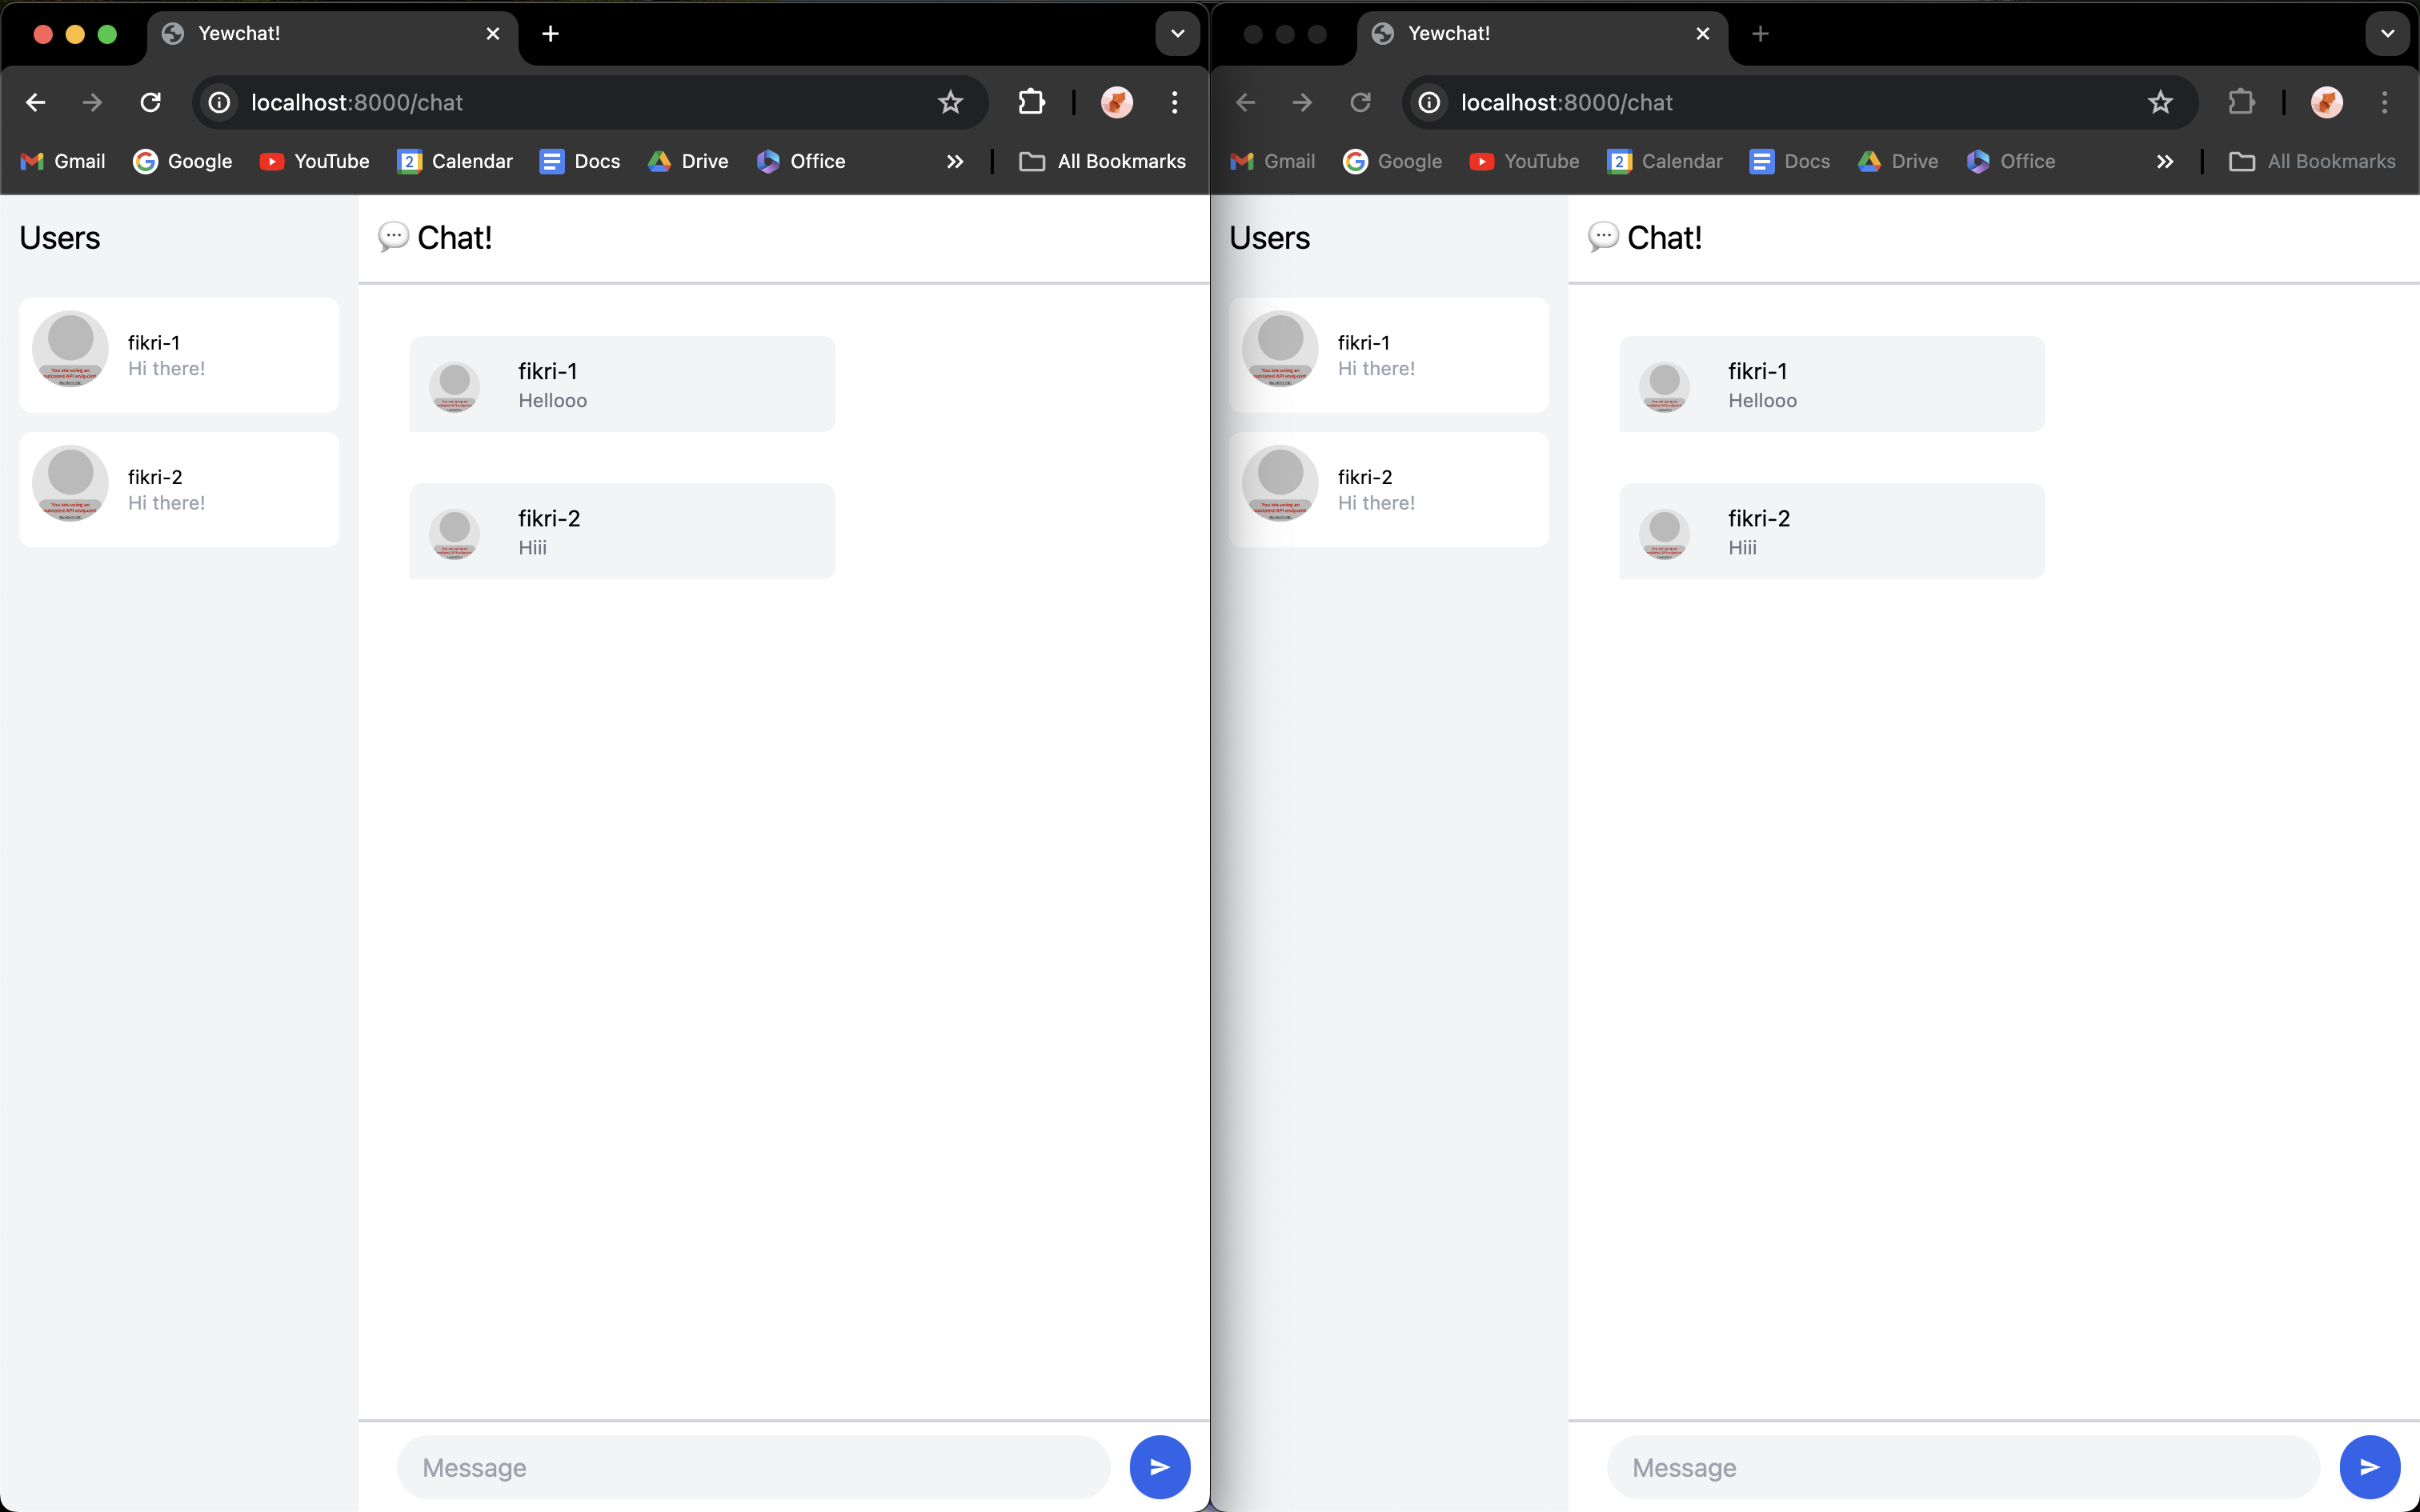 Yewchat!
localhost:8000/chat
Gmail Google YouTube 2 Calendar Docs Drive Office All Bookmarks
Users
fikri-1
Hi there!
fikri-2
Hi there!
💬 Chat!
fikri-1
Hellooo
fikri-2
Hiii
Message
Yewchat!
localhost:8000/chat
Gmail Google YouTube 2 Calendar Docs Drive Office All Bookmarks
Users
fikri-1
Hi there!
fikri-2
Hi there!
💬 Chat!
fikri-1
Hellooo
fikri-2
Hiii
Message